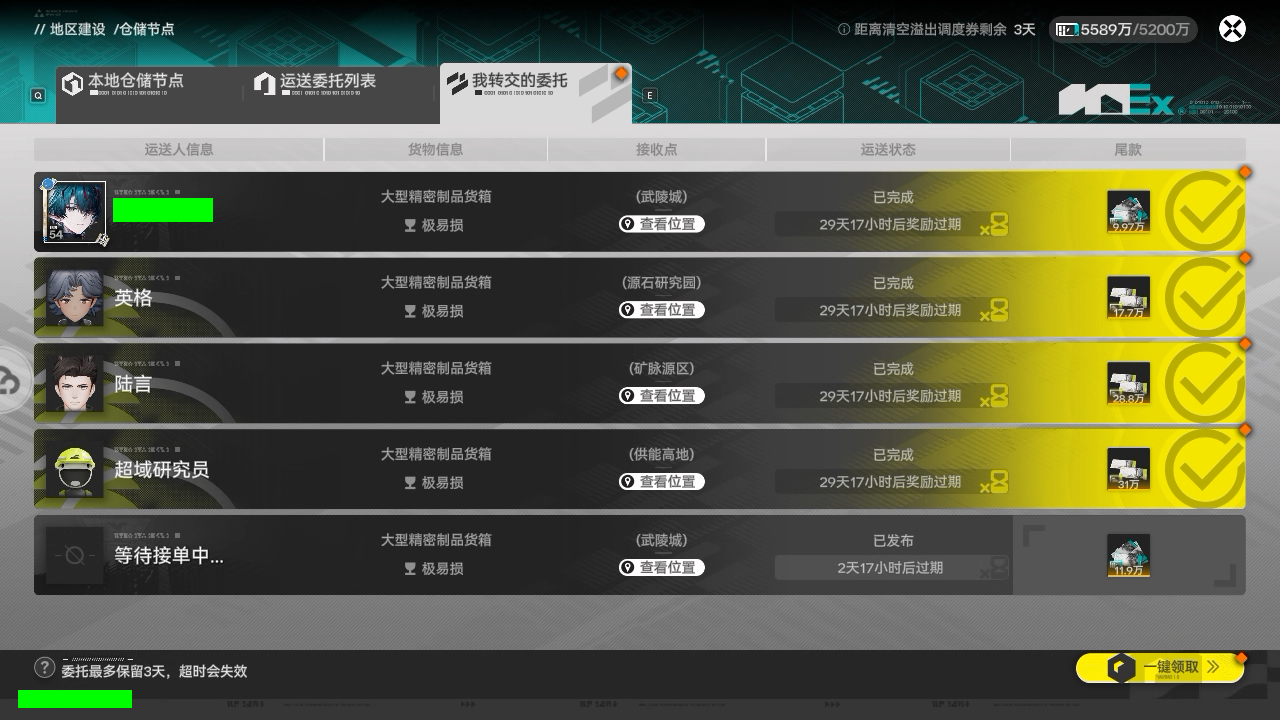 // 地区建设 /仓储节点
距离清空溢出调度券剩余 3天
5589万/5200万
Q
本地仓储节点
运送委托列表
我转交的委托
E
运送人信息
货物信息
接收点
运送状态
尾款
54
大型精密制品货箱
极易损
(武陵城)
查看位置
已完成
29天17小时后奖励过期
9.97万
英格
大型精密制品货箱
极易损
(源石研究园)
查看位置
已完成
29天17小时后奖励过期
17.7万
陆言
大型精密制品货箱
极易损
(矿脉源区)
查看位置
已完成
29天17小时后奖励过期
28.8万
超域研究员
大型精密制品货箱
极易损
(供能高地)
查看位置
已完成
29天17小时后奖励过期
31万
等待接单中...
大型精密制品货箱
极易损
(武陵城)
查看位置
已发布
2天17小时后过期
11.9万
? 委托最多保留3天，超时会失效
一键领取